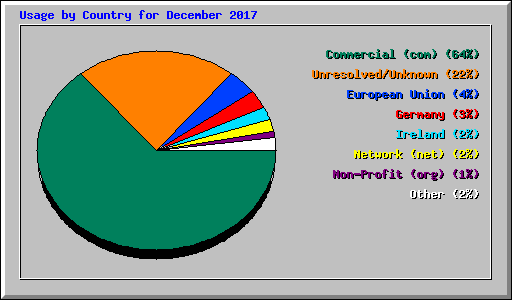 Usage by Country for December 2017
Commercial (com) (64%)
Unresolved/Unknown (22%)
European Union (4%)
Germany (3%)
Ireland (2%)
Network (net) (2%)
Non-Profit (org) (1%)
Other (2%)